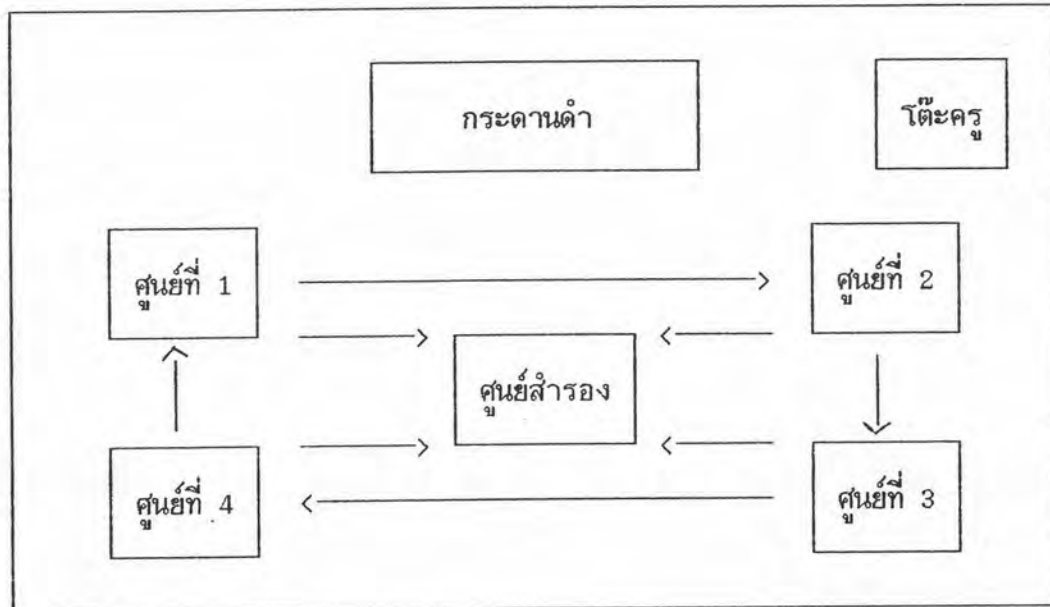 กระดานดำ
โต๊ะครู
ศูนย์ที่ 1
ศูนย์ที่ 2
ศูนย์สำรอง
ศูนย์ที่ 4
ศูนย์ที่ 3